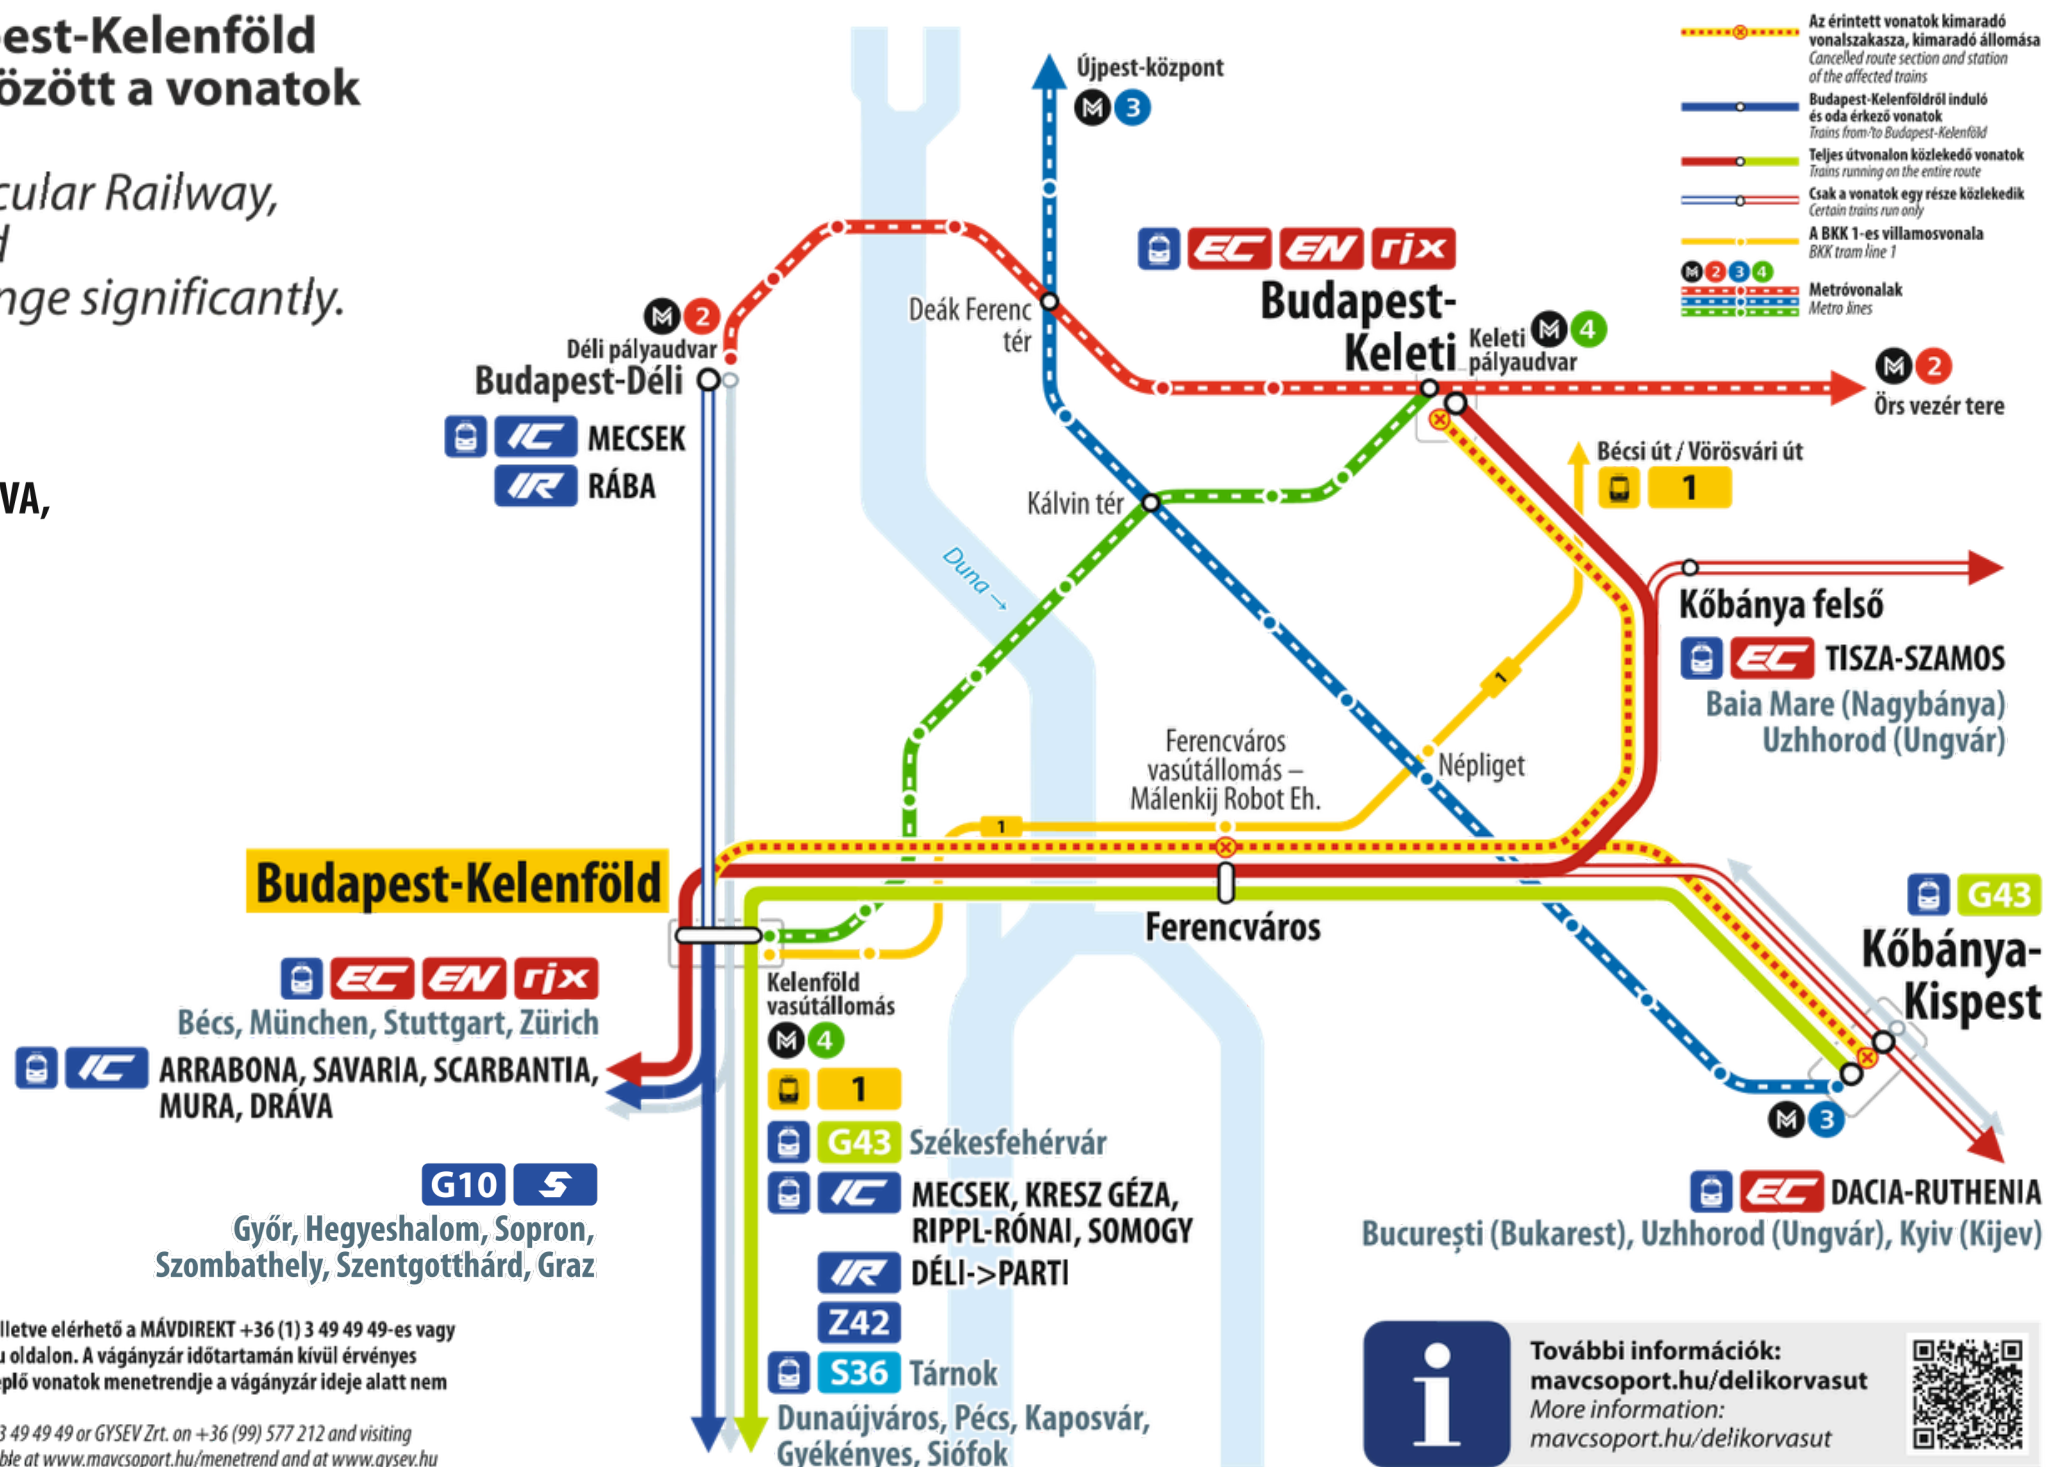 est-Kelenföld
özött a vonatok
cular Railway,
d
nge significantly.
VA,
Az érintett vonatok kimaradó
vonalszakasza, kimaradó állomása
Cancelled route section and station
of the affected trains
Budapest-Kelenföldről induló
és oda érkező vonatok
Trains from-to Budapest-Kelenföld
Teljes útvonalon közlekedő vonatok
Trains running on the entire route
Csak a vonatok egy része közlekedik
Certain trains run only
A BKK 1-es villamosvonala
BKK tram line 1
M 2 3 4
Metróvonalak
Metro lines
Újpest-központ
M 3
EC EN rjx
Budapest-
Keleti
Keleti M 4
pályaudvar
M 2
Örs vezér tere
Deák Ferenc
tér
M 2
Déli pályaudvar
Budapest-Déli
IC MECSEK
IR RÁBA
Kálvin tér
Duna →
Bécsi út / Vörösvári út
1
Kőbánya felső
EC TISZA-SZAMOS
Baia Mare (Nagybánya)
Uzhhorod (Ungvár)
1
Népliget
Ferencváros
vasútállomás –
Málenkij Robot Eh.
1
Budapest-Kelenföld
Ferencváros
G43
Kőbánya-
Kispest
M 3
EC DACIA-RUTHENIA
București (Bukarest), Uzhhorod (Ungvár), Kyiv (Kijev)
EC EN rjx
Bécs, München, Stuttgart, Zürich
IC ARRABONA, SAVARIA, SCARBANTIA,
MURA, DRÁVA
G10 S
Győr, Hegyeshalom, Sopron,
Szombathely, Szentgotthárd, Graz
Kelenföld
vasútállomás
M 4
1
G43 Székesfehérvár
IC MECSEK, KRESZ GÉZA,
RIPPL-RÓNAI, SOMOGY
IR DÉLI->PARTI
Z42
S36 Tárnok
Dunaújváros, Pécs, Kaposvár,
Gyékényes, Siófok
lletve elérhető a MÁVDIREKT +36 (1) 3 49 49 49-es vagy
u oldalon. A vágányzár időtartamán kívül érvényes
eplő vonatok menetrendje a vágányzár ideje alatt nem
3 49 49 49 or GYSEV Zrt. on +36 (99) 577 212 and visiting
ble at www.mavcsoport.hu/menetrend and at www.gysev.hu
i
További információk:
mavcsoport.hu/delikorvasut
More information:
mavcsoport.hu/delikorvasut